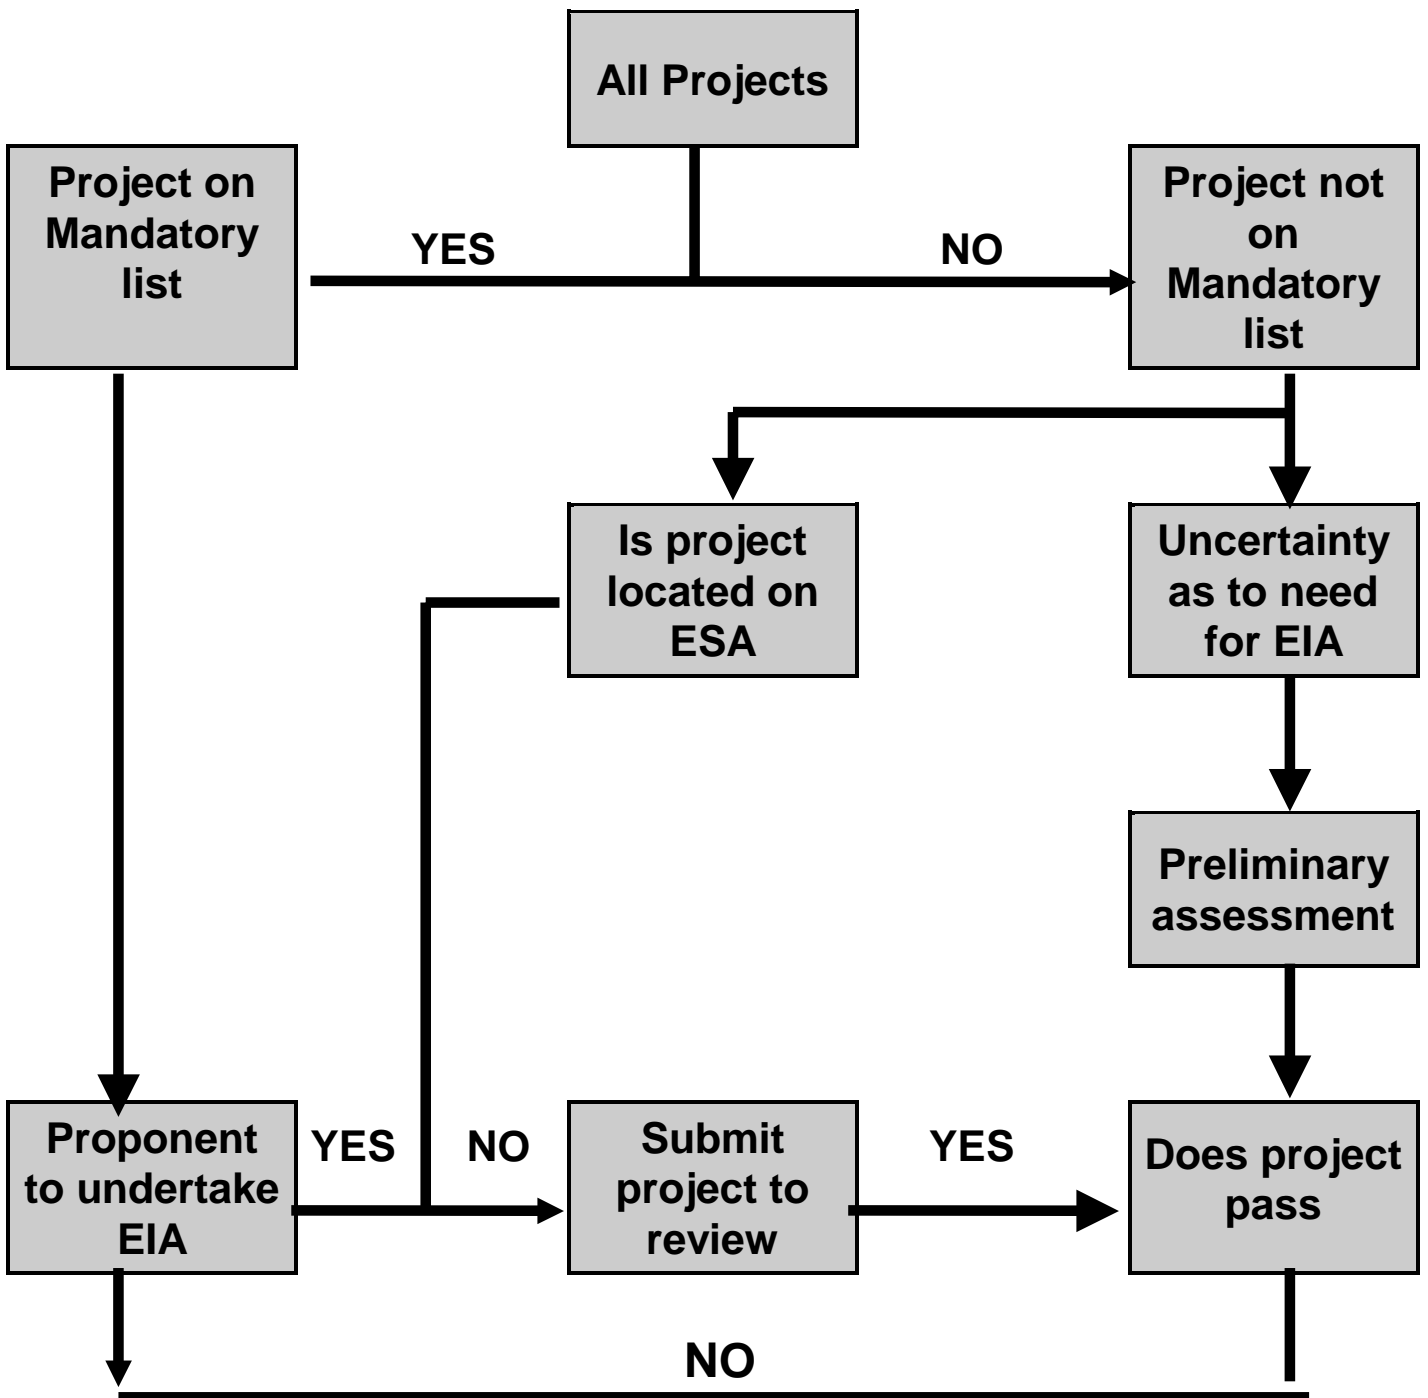 All Projects
Project on
Mandatory
list
YES
NO
Project not
on
Mandatory
list
Is project
located on
ESA
Uncertainty
as to need
for EIA
Preliminary
assessment
Proponent
to undertake
EIA
YES
NO
Submit
project to
review
YES
Does project
pass
NO